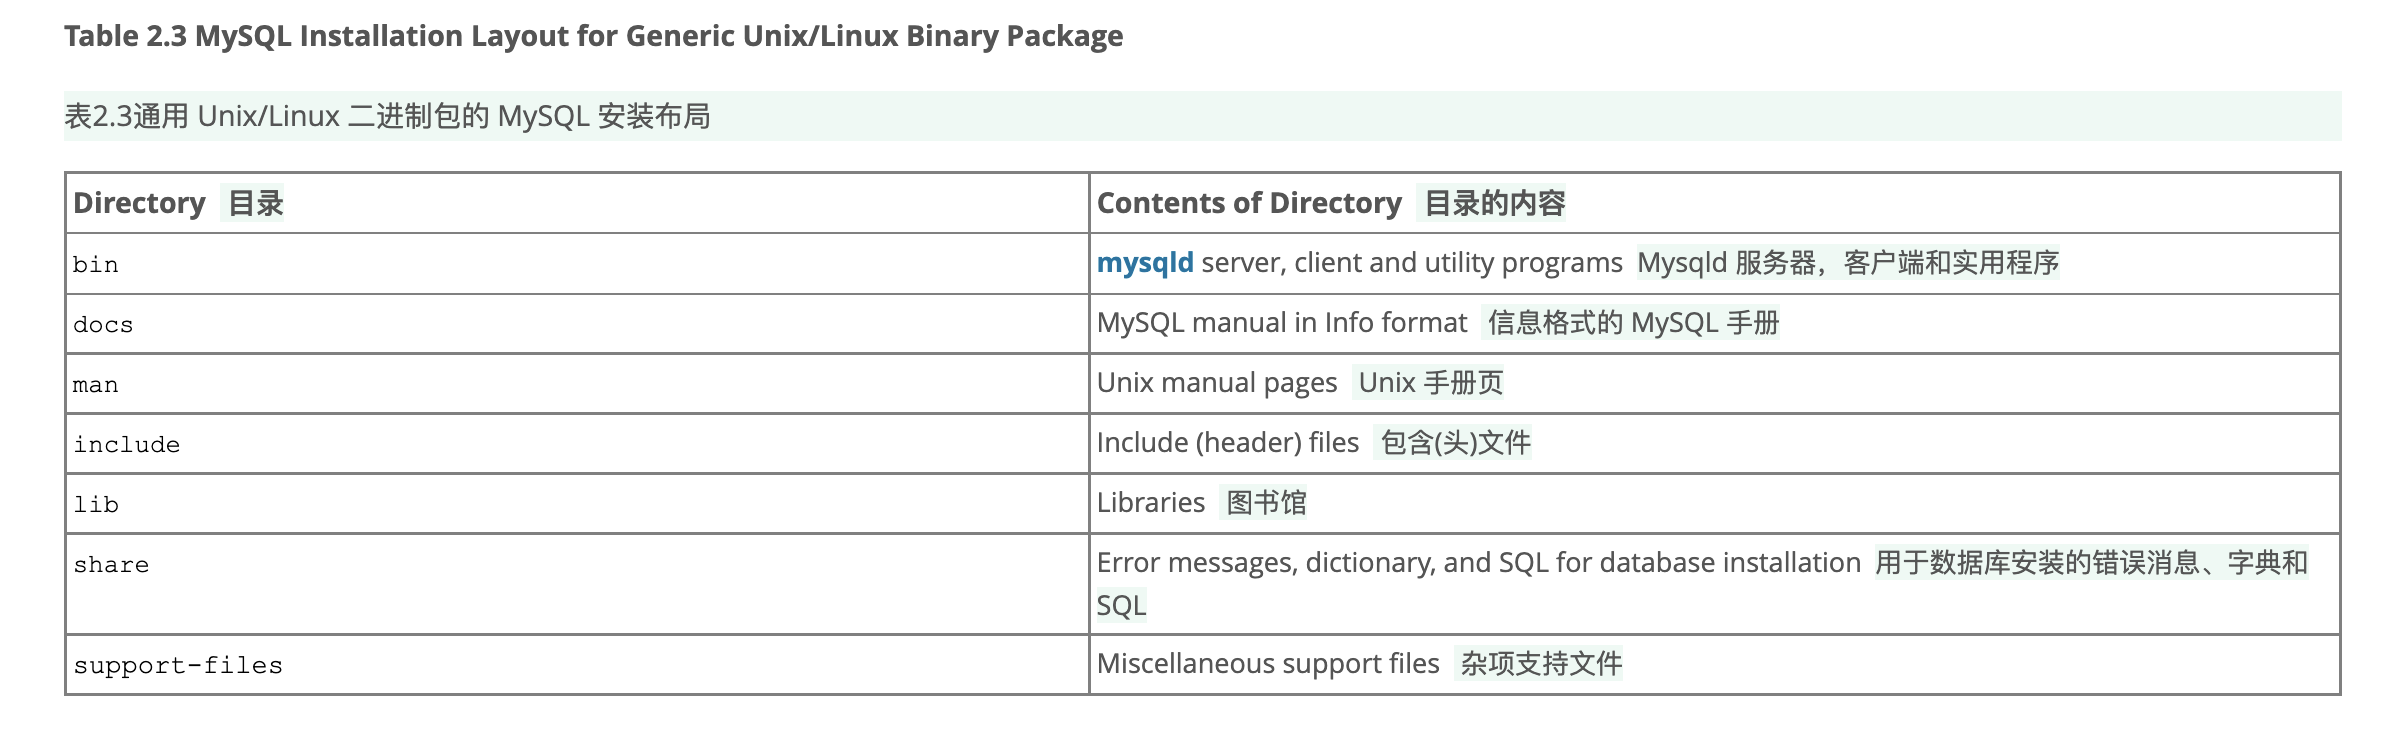 Table 2.3 MySQL Installation Layout for Generic Unix/Linux Binary Package
表2.3通用 Unix/Linux 二进制包的 MySQL 安装布局
Directory 目录
Contents of Directory 目录的内容
bin
mysqld server, client and utility programs Mysqld 服务器，客户端和实用程序
docs
MySQL manual in Info format 信息格式的 MySQL 手册
man
Unix manual pages Unix 手册页
include
Include (header) files 包含(头)文件
lib
Libraries 图书馆
share
Error messages, dictionary, and SQL for database installation 用于数据库安装的错误消息、字典和
SQL
support-files
Miscellaneous support files 杂项支持文件